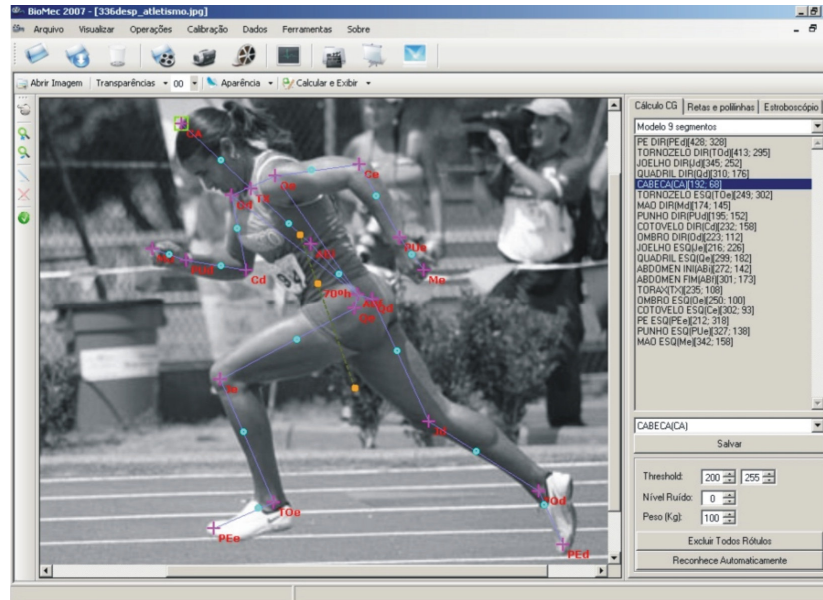 BioMec 2007 - [336desp_atletismo.jpg]
Arquivo Visualizar Operações Calibração Dados Ferramentas Sobre
Abrir Imagem Transparências 00 Aparência Calcular e Exibir
Cálculo CG Retas e polilinhas Estroboscópio
Modelo 9 segmentos
PE DIR(PEd)[428; 328]
TORNOZELO DIR(TOd)[413; 295]
JOELHO DIR(Jd)[345; 252]
QUADRIL DIR(Qd)[310; 176]
CABECA(CA)[192; 68]
TORNOZELO ESQ(TOe)[249; 302]
MAO DIR(Md)[174; 145]
PUNHO DIR(PUd)[195; 152]
COTOVELO DIR(Cd)[232; 158]
OMBRO DIR(Od)[223; 112]
JOELHO ESQ(Je)[216; 226]
QUADRIL ESQ(Qe)[299; 182]
ABDOMEN INI(ABi)[272; 142]
ABDOMEN FIM(ABf)[301; 173]
TORAX(TX)[235; 108]
OMBRO ESQ(Oe)[250; 100]
COTOVELO ESQ(Ce)[302; 93]
PE ESQ(PEe)[212; 318]
PUNHO ESQ(PUe)[327; 138]
MAO ESQ(Me)[342; 158]
CABECA(CA)
Salvar
Threshold: 200 255
Nível Ruído: 0
Peso (Kg): 100
Excluir Todos Rótulos
Reconhece Automaticamente
CA
Oe
Ce
Od
TX
PUe
Me
Cd
84
70ºh
Qd
Qe
Je
Jd
TOd
TOe
PEe
PEd